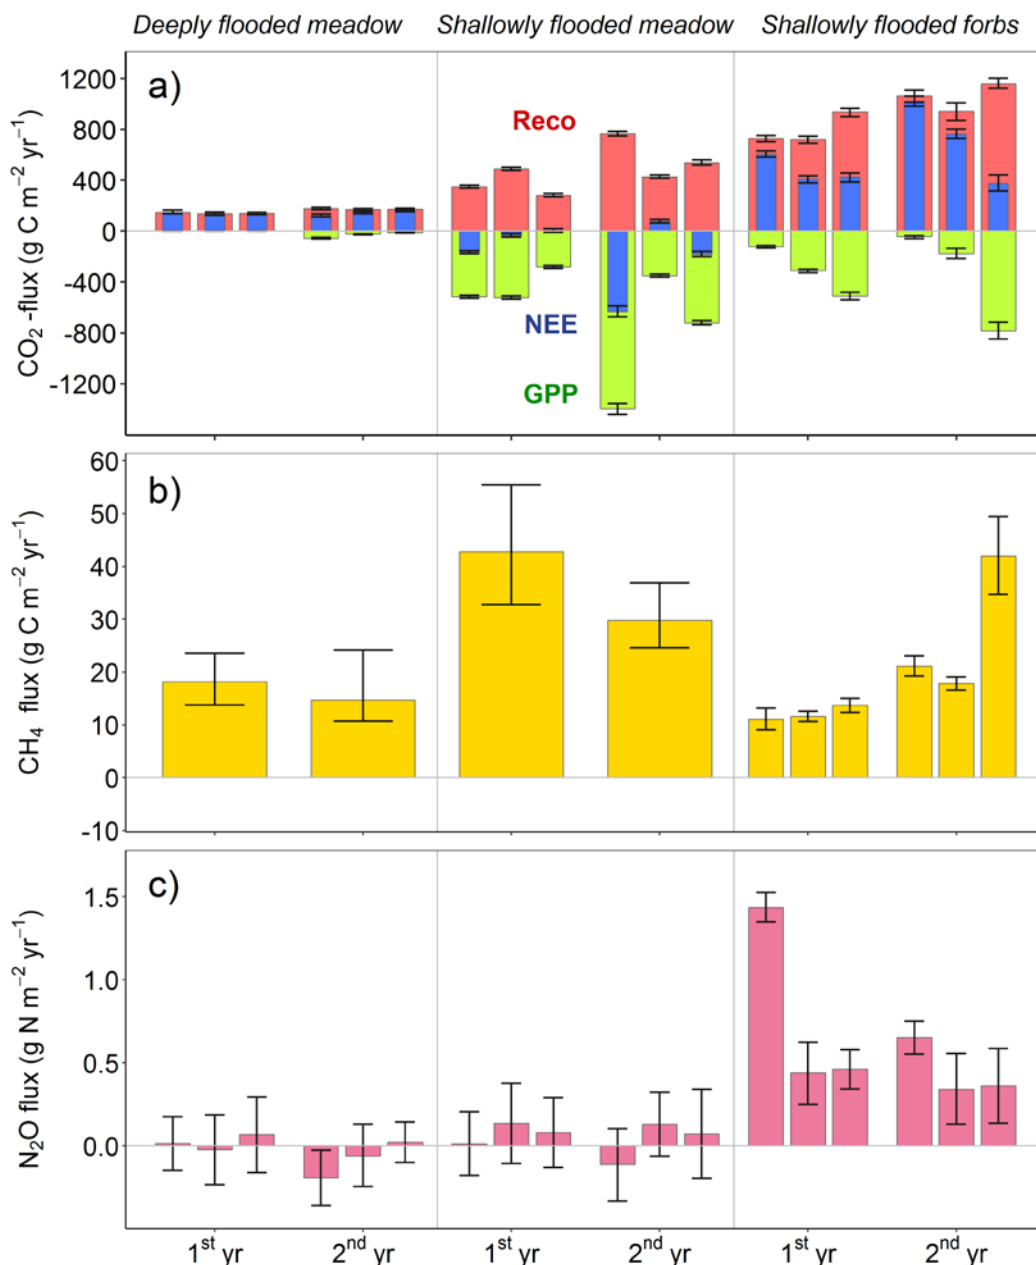 Deeply flooded meadow Shallowly flooded meadow Shallowly flooded forbs
a)
1200
800
400
0
-400
-800
-1200
CO₂ -flux (g C m⁻² yr⁻¹)
Reco
NEE
GPP
b)
60
50
40
30
20
10
0
-10
CH₄ flux (g C m⁻² yr⁻¹)
c)
1.5
1.0
0.5
0.0
N₂O flux (g N m⁻² yr⁻¹)
1ˢᵗ yr 2ⁿᵈ yr 1ˢᵗ yr 2ⁿᵈ yr 1ˢᵗ yr 2ⁿᵈ yr